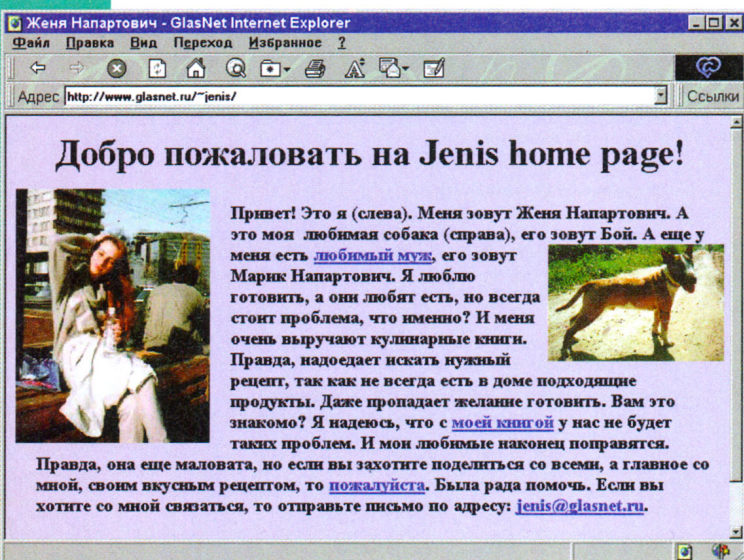 Женя Напартович - GlasNet Internet Explorer
Файл Правка Вид Переход Избранное ?
Адрес http://www.glasnet.ru/~jenis/ Ссылки
Добро пожаловать на Jenis home page!
Привет! Это я (слева). Меня зовут Женя Напартович. А
это моя любимая собака (справа), его зовут Бой. А еще у
меня есть любимый муж, его зовут
Марик Напартович. Я люблю
готовить, а они любят есть, но всегда
стоит проблема, что именно? И меня
очень выручают кулинарные книги.
Правда, надоедает искать нужный
рецепт, так как не всегда есть в доме подходящие
продукты. Даже пропадает желание готовить. Вам это
знакомо? Я надеюсь, что с моей книгой у нас не будет
таких проблем. И мои любимые наконец поправятся.
Правда, она еще маловата, но если вы захотите поделиться со всеми, а главное со
мной, своим вкусным рецептом, то пожалуйста. Была рада помочь. Если вы
хотите со мной связаться, то отправьте письмо по адресу: jenis@glasnet.ru.